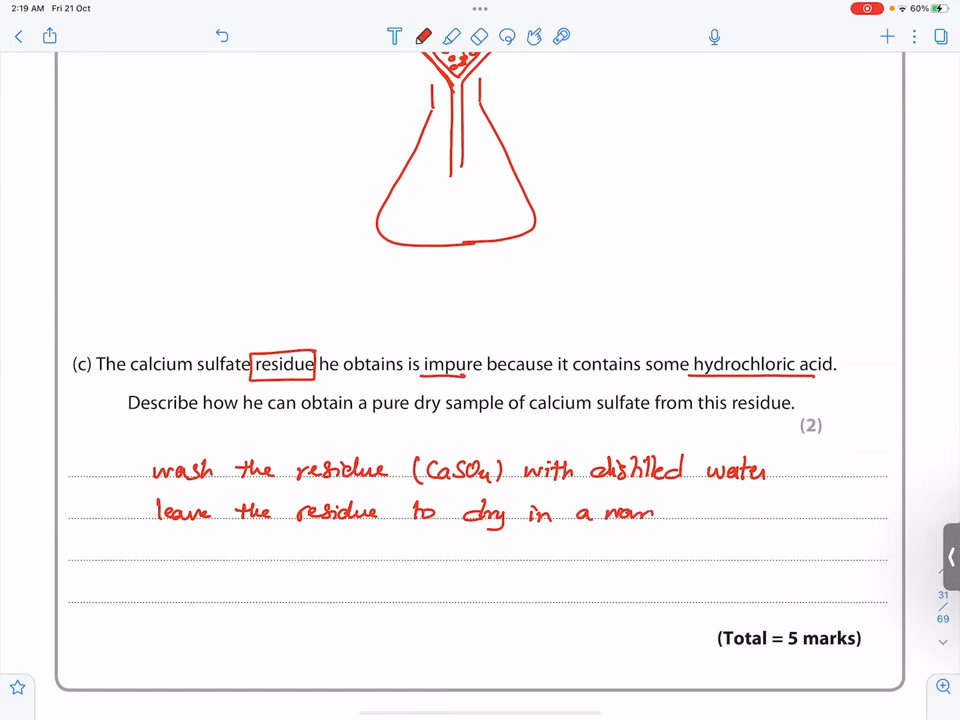 2:19 AM Fri 21 Oct
60%
(c) The calcium sulfate residue he obtains is impure because it contains some hydrochloric acid.
Describe how he can obtain a pure dry sample of calcium sulfate from this residue.
(2)
wash the residue (CaSO4) with distilled water
leave the residue to dry in a war
31
/
69
(Total = 5 marks)